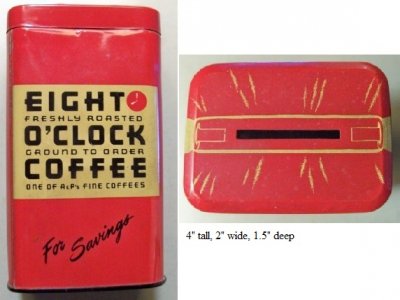 EIGHT
FRESHLY ROASTED
O'CLOCK
GROUND TO ORDER
COFFEE
ONE OF A&P's FINE COFFEES
For Savings
4" tall, 2" wide, 1.5" deep